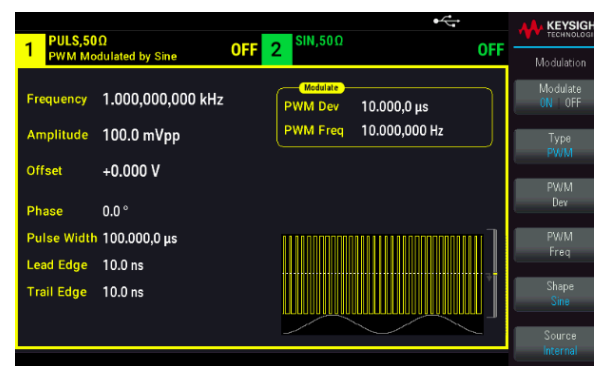 KEYSIGH
TECHNOLOGI
1 PULS,50Ω OFF
PWM Modulated by Sine
2 SIN,50Ω OFF
Modulation
Frequency 1.000,000,000 kHz
Amplitude 100.0 mVpp
Offset +0.000 V
Phase 0.0 °
Pulse Width 100.000,0 µs
Lead Edge 10.0 ns
Trail Edge 10.0 ns
Modulate
PWM Dev 10.000,0 µs
PWM Freq 10.000,000 Hz
Modulate
ON OFF
Type
PWM
PWM
Dev
PWM
Freq
Shape
Sine
Source
Internal